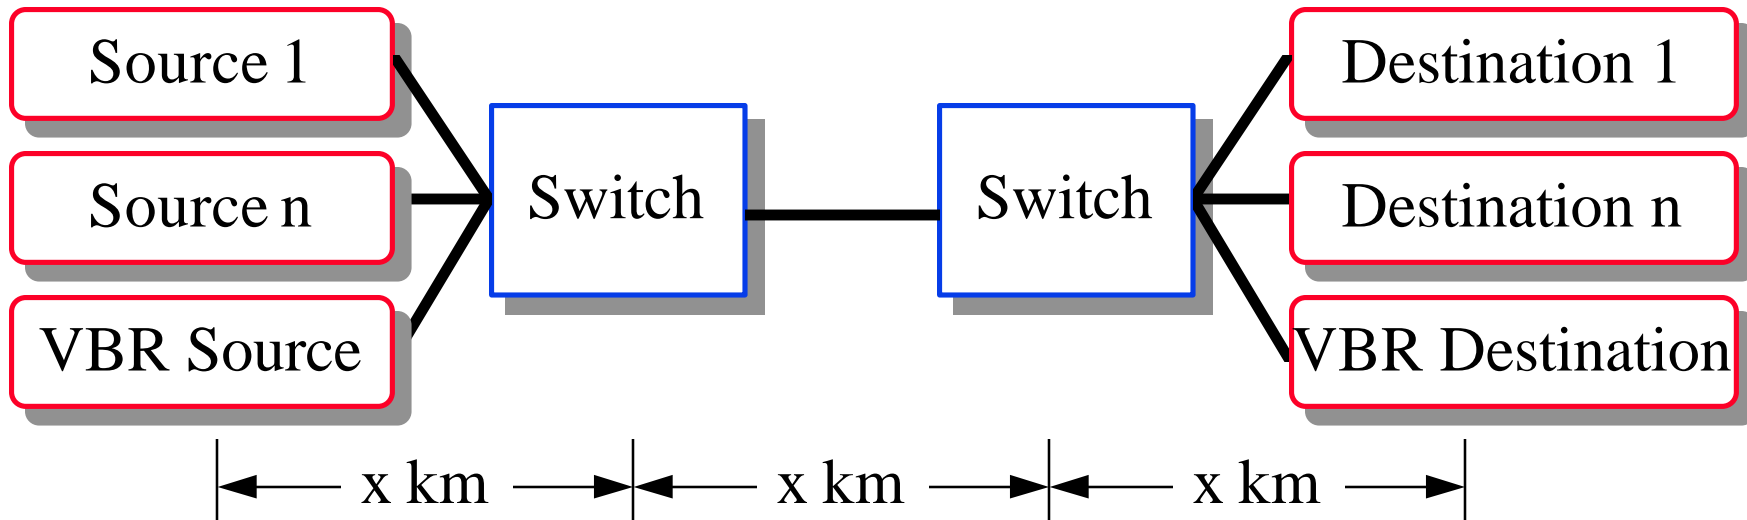 Source 1
Source n
VBR Source
Switch
Switch
Destination 1
Destination n
VBR Destination
x km
x km
x km